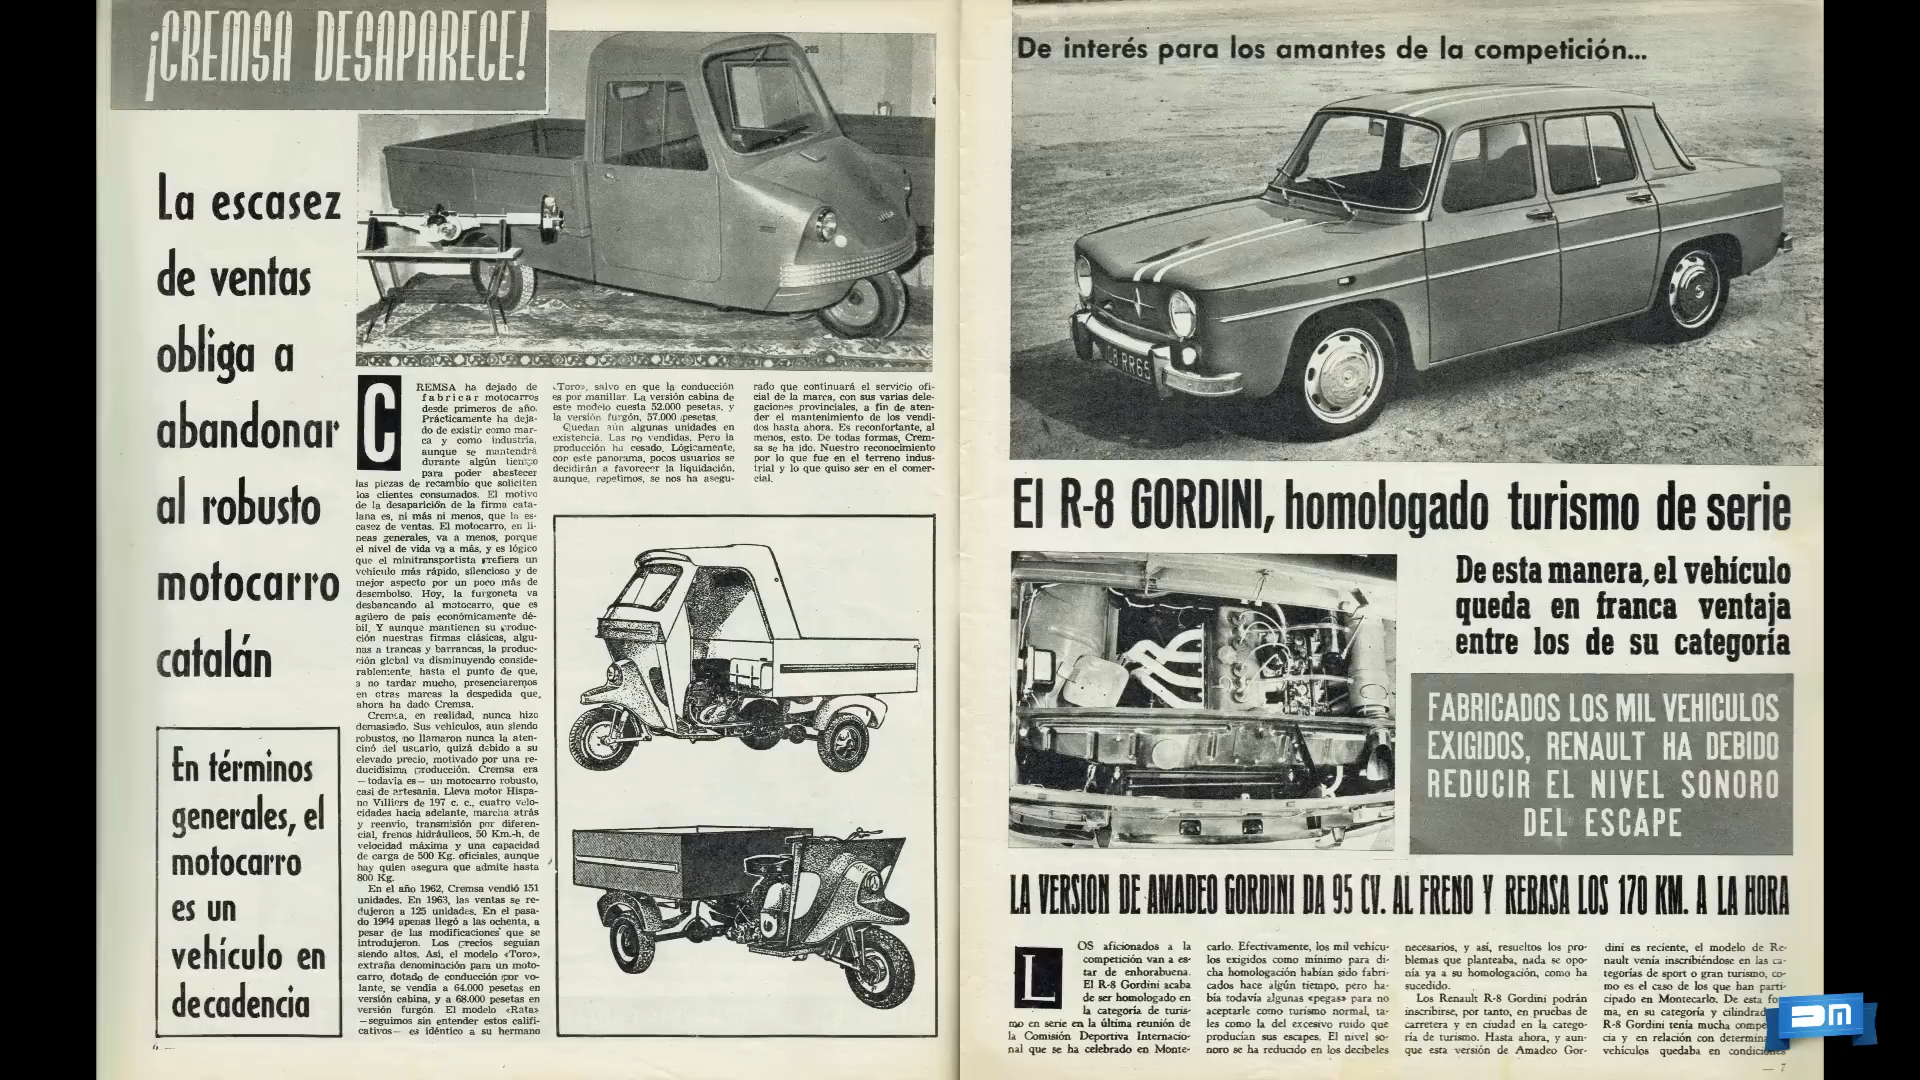 ¡CREMSA DESAPARECE!
La escasez
de ventas
obliga a
abandonar
al robusto
motocarro
catalán
En términos
generales, el
motocarro
es un
vehículo en
decadencia
CREMSA ha dejado de
fabricar motocarros
desde primeros de año.
Prácticamente ha deja-
do de existir como mar-
ca y como industria,
aunque se mantendrá
durante algún tiempo
para poder abastecer
las piezas de recambio que soliciten
los clientes consumados. El motivo
de la desaparición de la firma cata-
lana es, ni más ni menos, que la es-
casez de ventas. El motocarro, en lí-
neas generales, va a menos, porque
el nivel de vida va a más, y es lógico
que el minitransportista prefiera un
vehículo más rápido, silencioso y de
mejor aspecto por un poco más de
desembolso. Hoy, la furgoneta va
desbancando al motocarro, que es
agüero de país económicamente dé-
bil. Y aunque mantienen su produc-
ción nuestras firmas clásicas, algu-
nas a trancas y barrancas, la produc-
ción global va disminuyendo conside-
rablemente, hasta el punto de que,
a no tardar mucho, presenciaremos
en otras marcas la despedida que
ahora ha dado Cremsa.
Cremsa, en realidad, nunca hizo
demasiado. Sus vehículos, aun siendo
robustos, no llamaron nunca la aten-
ción del usuario, quizá debido a su
elevado precio, motivado por una re-
ducidísima producción. Cremsa era
—todavía es— un motocarro robusto,
casi de artesanía. Lleva motor Hispa-
no Villiers de 197 c. c., cuatro velo-
cidades hacia adelante, marcha atrás
y reenvío, transmisión por diferen-
cial, frenos hidráulicos, 50 Km.-h. de
velocidad máxima y una capacidad
de carga de 500 Kg. oficiales, aunque
hay quien asegura que admite hasta
800 Kg.
En el año 1962, Cremsa vendió 151
unidades. En 1963, las ventas se re-
dujeron a 125 unidades. En el pasa-
do 1964 apenas llegó a las ochenta, a
pesar de las modificaciones que se
introdujeron. Los precios seguían
siendo altos. Así, el modelo «Toro»,
extraña denominación para un moto-
carro, dotado de conducción por vo-
lante, se vendía a 64.000 pesetas en
versión cabina, y a 68.000 pesetas en
versión furgón. El modelo «Rata»
—seguimos sin entender estos califi-
cativos— es idéntico a su hermano
«Toro», salvo en que la conducción
es por manillar. La versión cabina de
este modelo cuesta 52.000 pesetas, y
la versión furgón, 57.000 pesetas.
Quedan aún algunas unidades en
existencia. Las no vendidas. Pero la
producción ha cesado. Lógicamente,
con este panorama, pocos usuarios se
decidirán a favorecer la liquidación,
aunque, repetimos, se nos ha asegu-
rado que continuará el servicio ofi-
cial de la marca, con sus varias dele-
gaciones provinciales, a fin de aten-
der el mantenimiento de los vendi-
dos hasta ahora. Es reconfortante, al
menos, esto. De todas formas, Crem-
sa se ha ido. Nuestro reconocimiento
por lo que fue en el terreno indus-
trial y lo que quiso ser en el comer-
cial.
6 —
De interés para los amantes de la competición...
08 RR65
El R-8 GORDINI, homologado turismo de serie
De esta manera, el vehículo
queda en franca ventaja
entre los de su categoría
FABRICADOS LOS MIL VEHICULOS
EXIGIDOS, RENAULT HA DEBIDO
REDUCIR EL NIVEL SONORO
DEL ESCAPE
LA VERSION DE AMADEO GORDINI DA 95 CV. AL FRENO Y REBASA LOS 170 KM. A LA HORA
LOS aficionados a la
competición van a es-
tar de enhorabuena.
El R-8 Gordini acaba
de ser homologado en
la categoría de turis-
mo en serie en la última reunión de
la Comisión Deportiva Internacio-
nal que se ha celebrado en Monte-
carlo. Efectivamente, los mil vehícu-
los exigidos como mínimo para di-
cha homologación habían sido fabri-
cados hace algún tiempo, pero ha-
bía todavía algunas «pegas» para no
aceptarle como turismo normal, ta-
les como la del excesivo ruido que
producían sus escapes. El nivel so-
noro se ha reducido en los decibeles
necesarios, y así, resueltos los pro-
blemas que planteaba, nada se opo-
nía ya a su homologación, como ha
sucedido.
Los Renault R-8 Gordini podrán
inscribirse, por tanto, en pruebas de
carretera y en ciudad en la catego-
ría de turismo. Hasta ahora, y aun-
que esta versión de Amadeo Gor-
dini es reciente, el modelo de Re-
nault venía inscribiéndose en las ca-
tegorías de sport o gran turismo, co-
mo es el caso de los que han parti-
cipado en Montecarlo. De esta for
ma, en su categoría y cilindrad
R-8 Gordini tenía mucha compe
cia y en relación con determin
vehículos quedaba en condiciones
— 7
DM